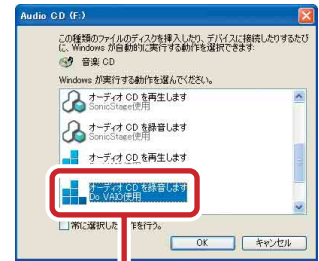 Audio CD (F:)
この種類のファイルのディスクを挿入したり、デバイスに接続したりするたび
に、Windows が自動的に実行する動作を選択できます:
音楽 CD
Windows が実行する動作を選んでください。
オーディオ CD を再生します
SonicStage使用
オーディオ CD を録音します
SonicStage使用
オーディオ CD を再生します
オーディオ CD を録音します
Do VAIO使用
常に選択した
作を行う。
OK
キャンセル